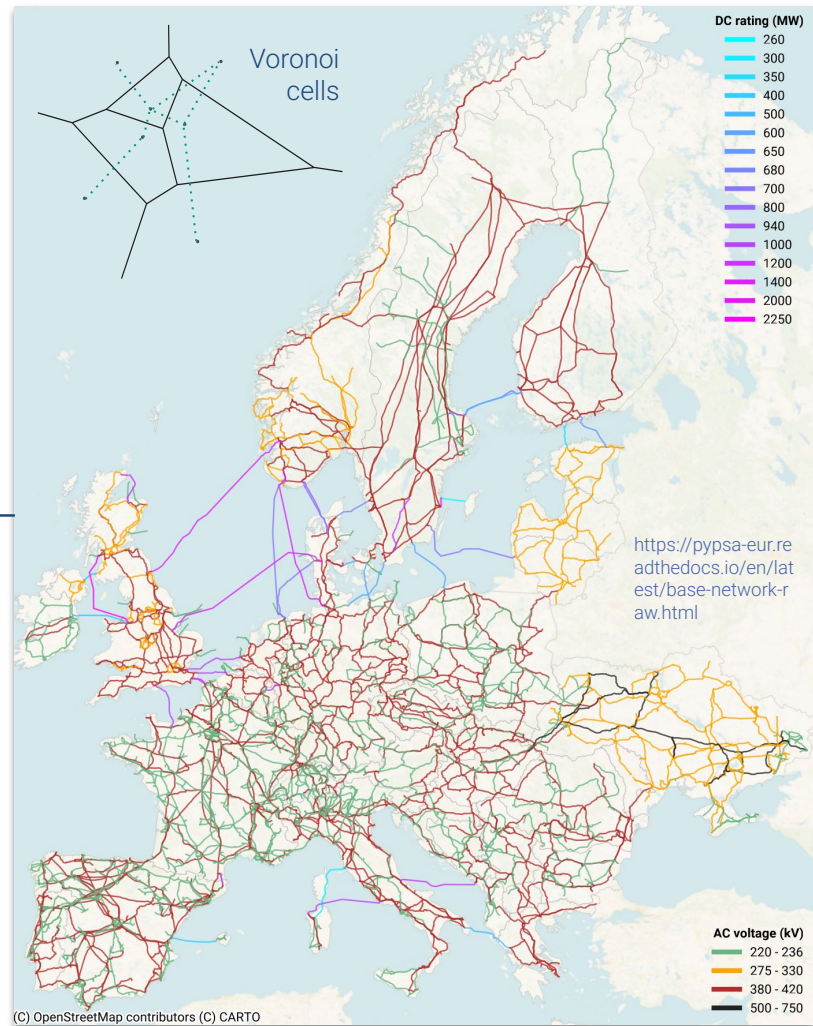 Voronoi
cells
DC rating (MW)
260
300
350
400
500
600
650
680
700
800
940
1000
1200
1400
2000
2250
https://pypsa-eur.re
adthedocs.io/en/lat
est/base-network-r
aw.html
AC voltage (kV)
220 - 236
275 - 330
380 - 420
500 - 750
(C) OpenStreetMap contributors (C) CARTO